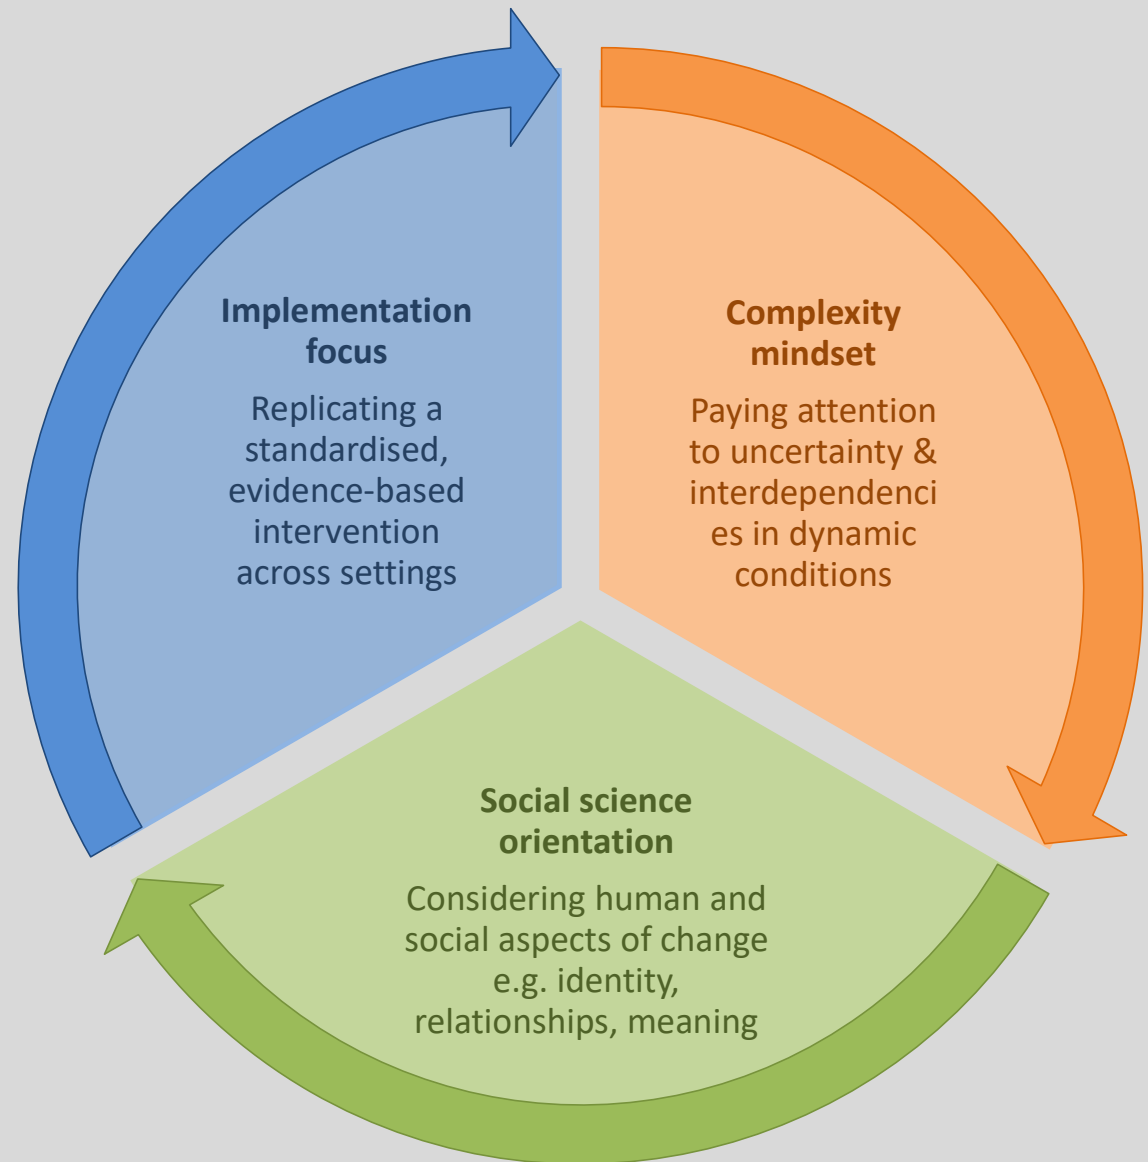 Implementation
focus
Replicating a
standardised,
evidence-based
intervention
across settings
Complexity
mindset
Paying attention
to uncertainty &
interdependenci
es in dynamic
conditions
Social science
orientation
Considering human and
social aspects of change
e.g. identity,
relationships, meaning